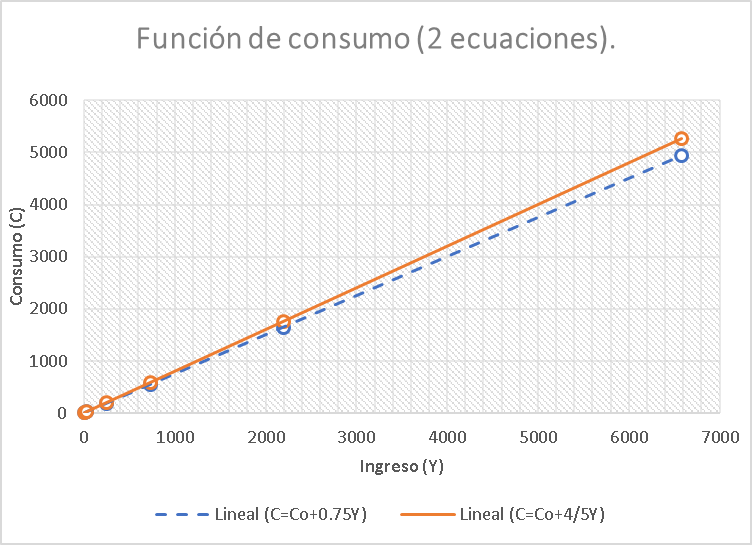 Función de consumo (2 ecuaciones).
6000
5000
4000
3000
2000
1000
0
Consumo (C)
0 1000 2000 3000 4000 5000 6000 7000
Ingreso (Y)
Lineal (C=Co+0.75Y) Lineal (C=Co+4/5Y)